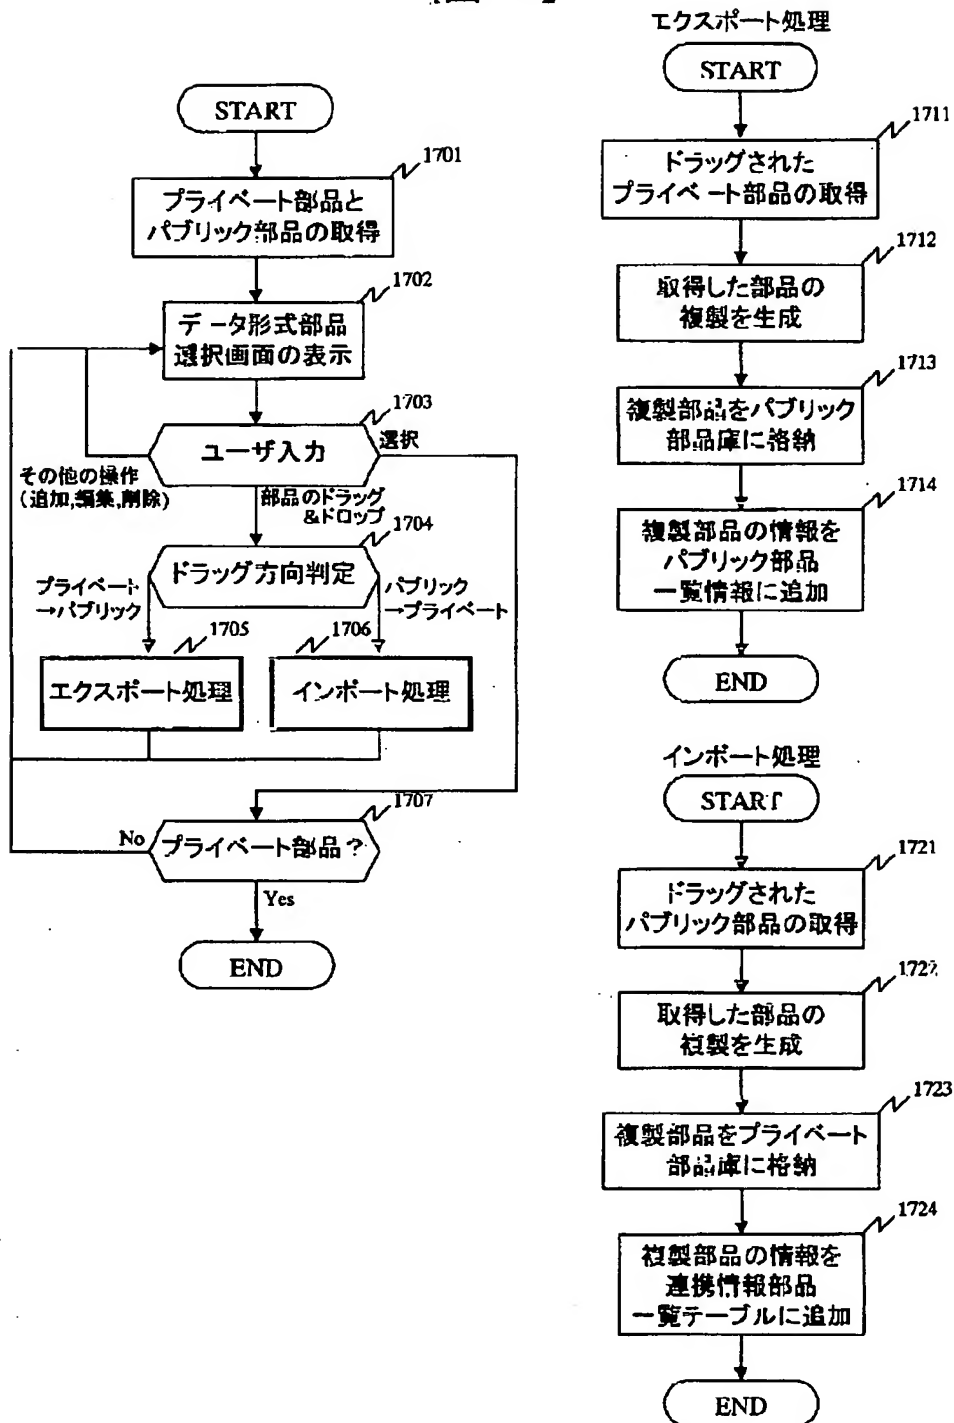 START
1701
プライベート部品と
パブリック部品の取得
1702
データ形式部品
選択画面の表示
1703
ユーザ入力
選択
その他の操作
(追加,編集,削除)
部品のドラッグ
&ドロップ
1704
ドラッグ方向判定
プライベート
→パブリック
パブリック
→プライベート
1705
エクスポート処理
1706
インポート処理
1707
プライベート部品?
No
Yes
END
エクスポート処理
START
1711
ドラッグされた
プライベート部品の取得
1712
取得した部品の
複製を生成
1713
複製部品をパブリック
部品庫に格納
1714
複製部品の情報を
パブリック部品
一覧情報に追加
END
インポート処理
START
1721
ドラッグされた
パブリック部品の取得
1722
取得した部品の
複製を生成
1723
複製部品をプライベート
部品庫に格納
1724
複製部品の情報を
連携情報部品
一覧テーブルに追加
END